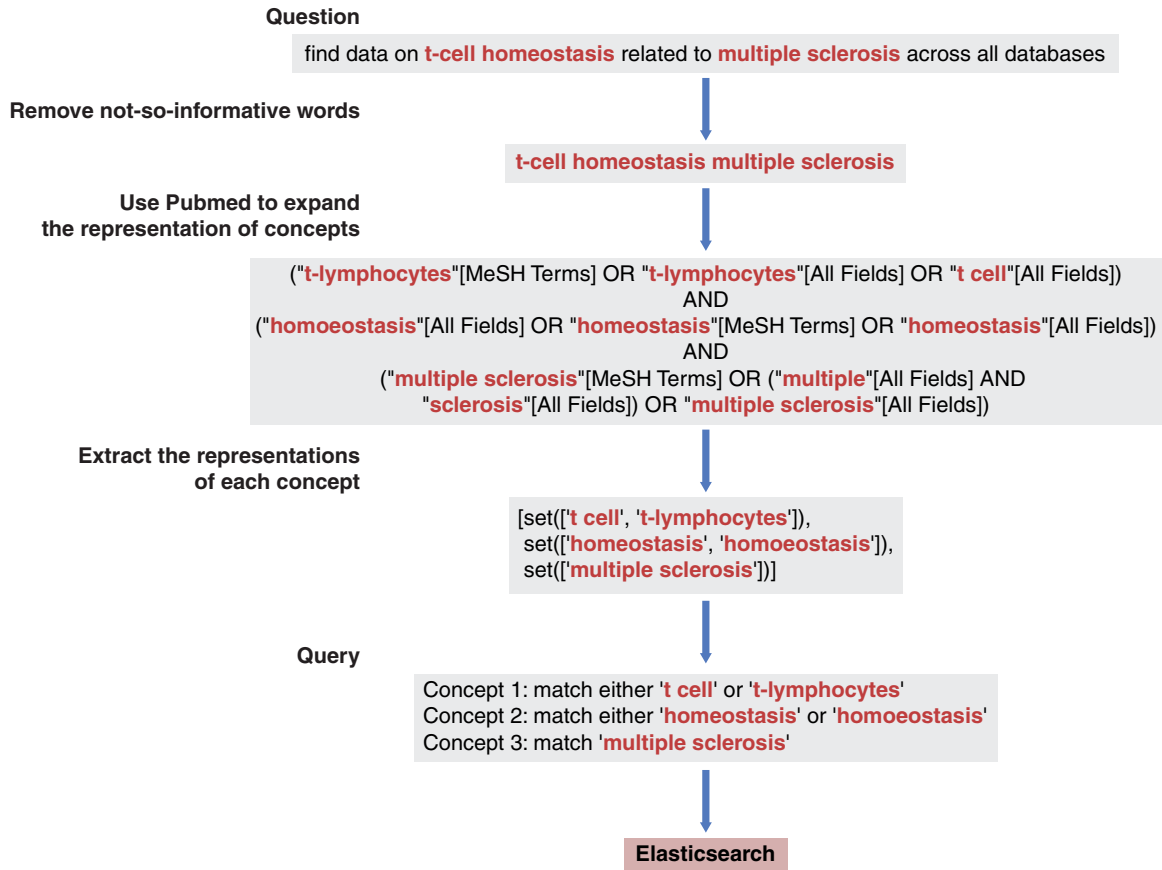 Question
find data on t-cell homeostasis related to multiple sclerosis across all databases
Remove not-so-informative words
t-cell homeostasis multiple sclerosis
Use Pubmed to expand
the representation of concepts
("t-lymphocytes"[MeSH Terms] OR "t-lymphocytes"[All Fields] OR "t cell"[All Fields])
AND
("homoeostasis"[All Fields] OR "homeostasis"[MeSH Terms] OR "homeostasis"[All Fields])
AND
("multiple sclerosis"[MeSH Terms] OR ("multiple"[All Fields] AND
"sclerosis"[All Fields]) OR "multiple sclerosis"[All Fields])
Extract the representations
of each concept
[set(['t cell', 't-lymphocytes']),
set(['homeostasis', 'homoeostasis']),
set(['multiple sclerosis'])]
Query
Concept 1: match either 't cell' or 't-lymphocytes'
Concept 2: match either 'homeostasis' or 'homoeostasis'
Concept 3: match 'multiple sclerosis'
Elasticsearch